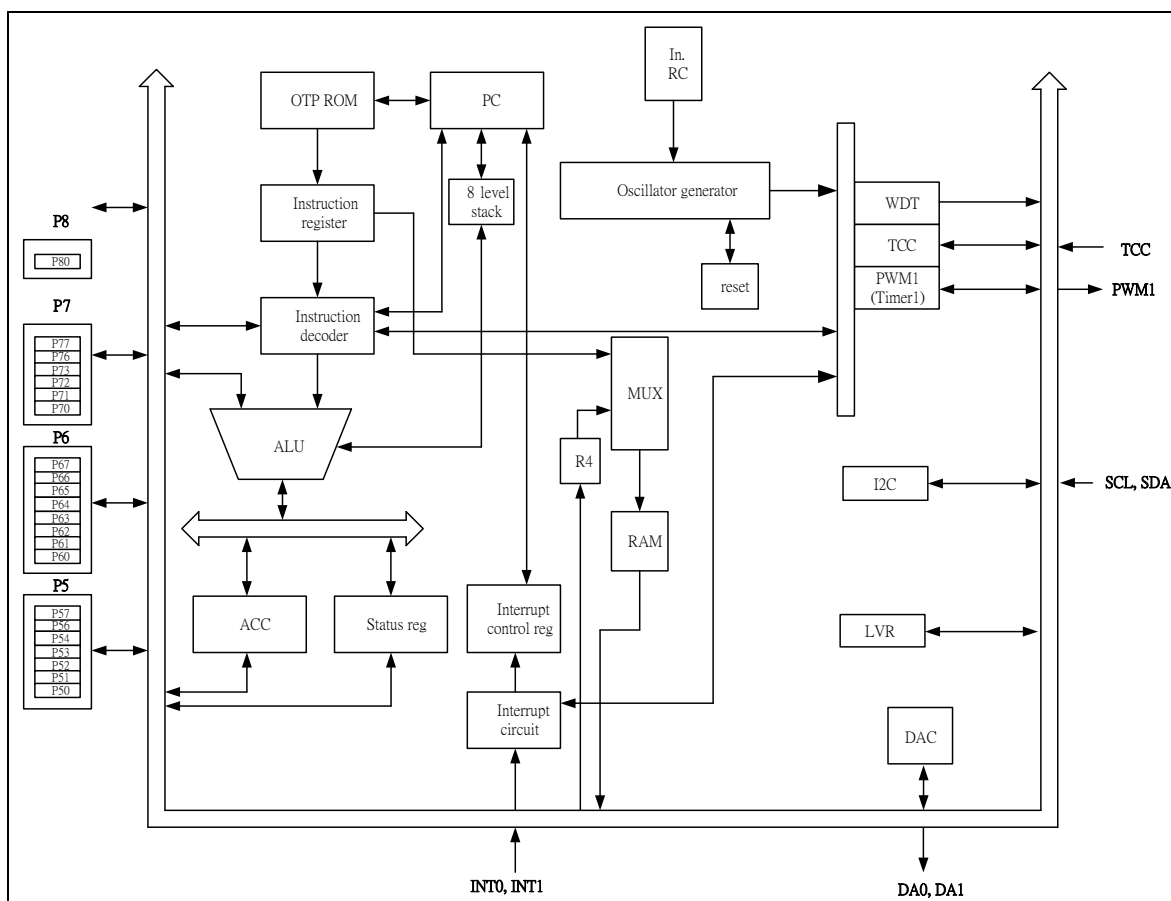 In.
RC
OTP ROM
PC
Oscillator generator
Instruction
register
8 level
stack
WDT
P8
P80
TCC
TCC
reset
PWM1
(Timer1)
PWM1
Instruction
decoder
P7
P77
P76
P73
P72
P71
P70
MUX
ALU
R4
P6
P67
P66
P65
P64
P63
P62
P61
P60
I2C
SCL, SDA
RAM
P5
P57
P56
P54
P53
P52
P51
P50
ACC
Status reg
Interrupt
control reg
LVR
Interrupt
circuit
DAC
INT0, INT1
DA0, DA1